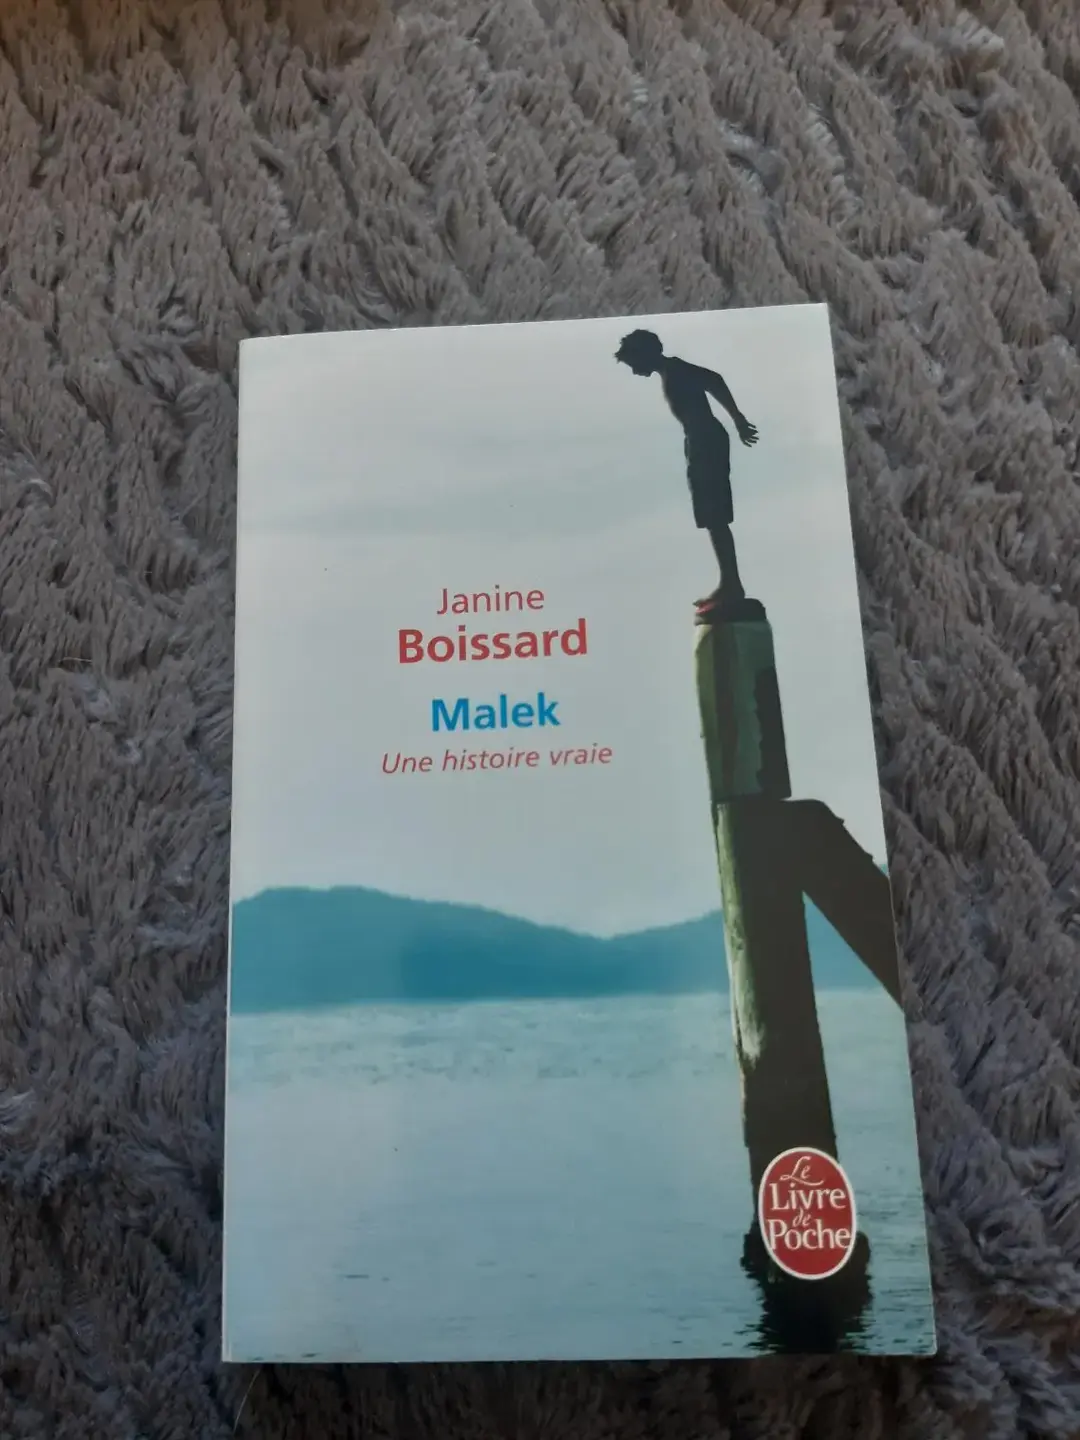 Janine
Boissard
Malek
Une histoire vraie
Le
Livre
de
Poche